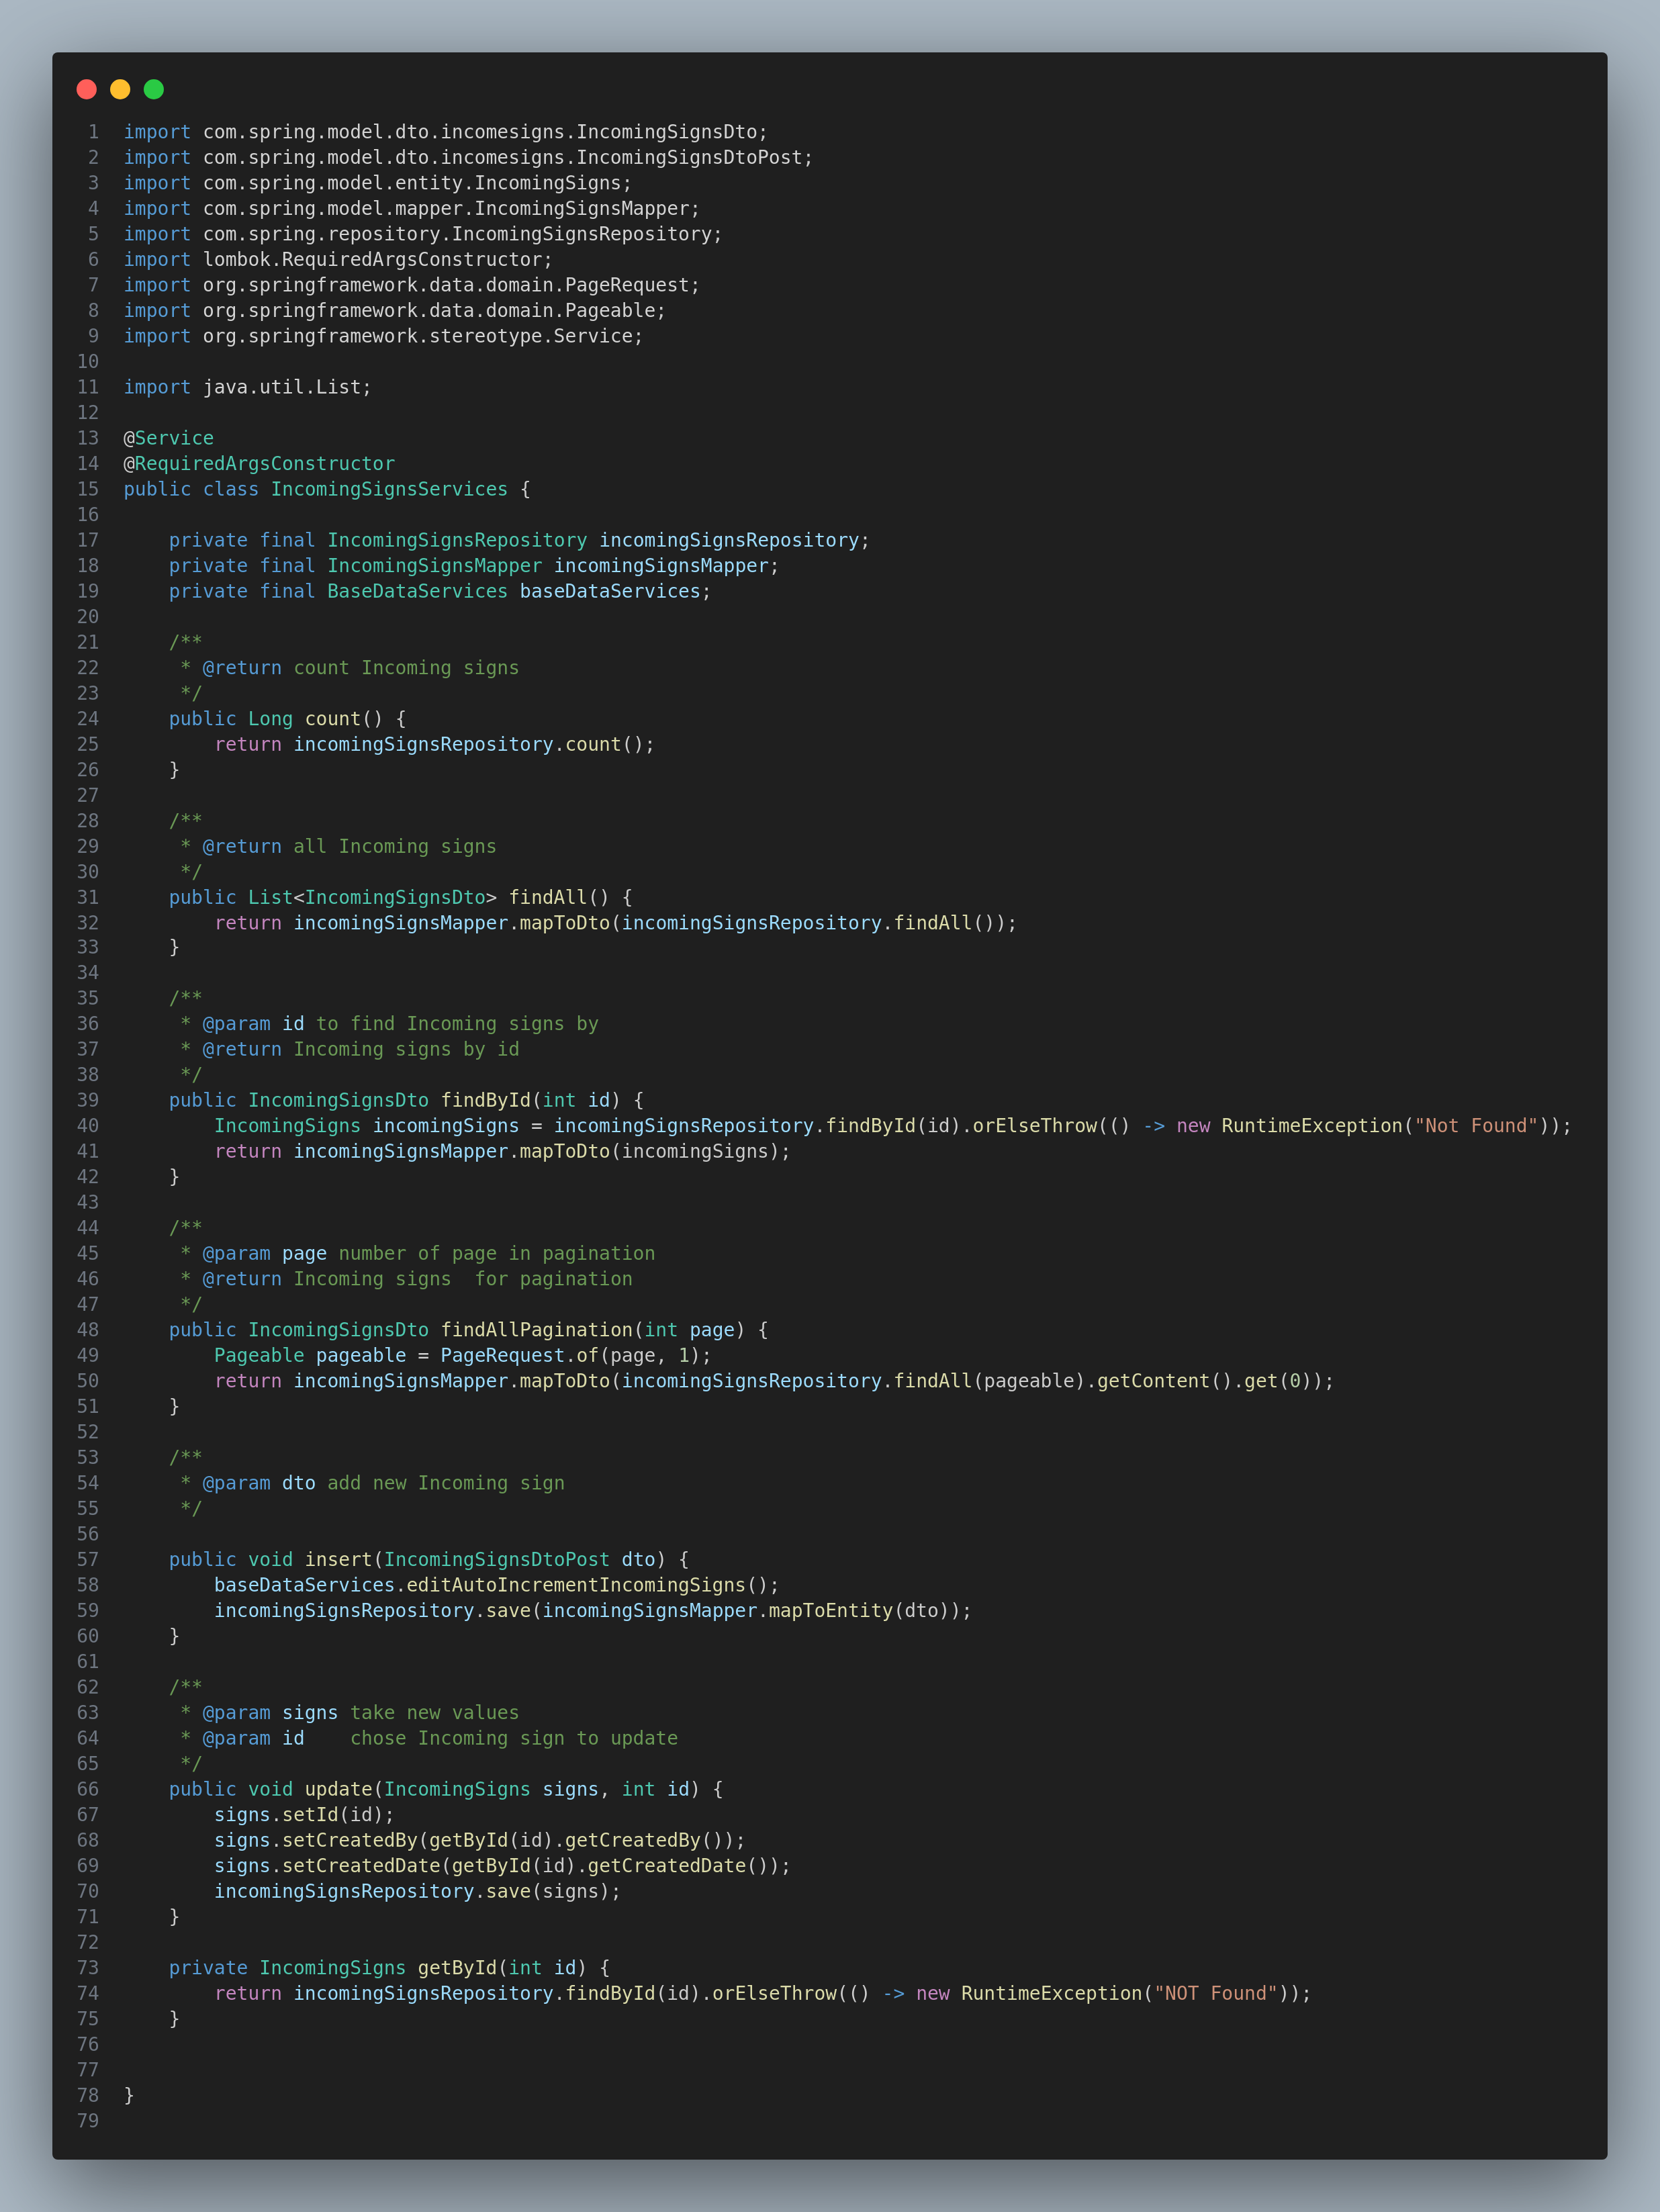 1 import com.spring.model.dto.incomesigns.IncomingSignsDto;
2 import com.spring.model.dto.incomesigns.IncomingSignsDtoPost;
3 import com.spring.model.entity.IncomingSigns;
4 import com.spring.model.mapper.IncomingSignsMapper;
5 import com.spring.repository.IncomingSignsRepository;
6 import lombok.RequiredArgsConstructor;
7 import org.springframework.data.domain.PageRequest;
8 import org.springframework.data.domain.Pageable;
9 import org.springframework.stereotype.Service;
10
11 import java.util.List;
12
13 @Service
14 @RequiredArgsConstructor
15 public class IncomingSignsServices {
16
17     private final IncomingSignsRepository incomingSignsRepository;
18     private final IncomingSignsMapper incomingSignsMapper;
19     private final BaseDataServices baseDataServices;
20
21     /**
22      * @return count Incoming signs
23      */
24     public Long count() {
25         return incomingSignsRepository.count();
26     }
27
28     /**
29      * @return all Incoming signs
30      */
31     public List<IncomingSignsDto> findAll() {
32         return incomingSignsMapper.mapToDto(incomingSignsRepository.findAll());
33     }
34
35     /**
36      * @param id to find Incoming signs by
37      * @return Incoming signs by id
38      */
39     public IncomingSignsDto findById(int id) {
40         IncomingSigns incomingSigns = incomingSignsRepository.findById(id).orElseThrow(() -> new RuntimeException("Not Found"));
41         return incomingSignsMapper.mapToDto(incomingSigns);
42     }
43
44     /**
45      * @param page number of page in pagination
46      * @return Incoming signs  for pagination
47      */
48     public IncomingSignsDto findAllPagination(int page) {
49         Pageable pageable = PageRequest.of(page, 1);
50         return incomingSignsMapper.mapToDto(incomingSignsRepository.findAll(pageable).getContent().get(0));
51     }
52
53     /**
54      * @param dto add new Incoming sign
55      */
56
57     public void insert(IncomingSignsDtoPost dto) {
58         baseDataServices.editAutoIncrementIncomingSigns();
59         incomingSignsRepository.save(incomingSignsMapper.mapToEntity(dto));
60     }
61
62     /**
63      * @param signs take new values
64      * @param id    chose Incoming sign to update
65      */
66     public void update(IncomingSigns signs, int id) {
67         signs.setId(id);
68         signs.setCreatedBy(getById(id).getCreatedBy());
69         signs.setCreatedDate(getById(id).getCreatedDate());
70         incomingSignsRepository.save(signs);
71     }
72
73     private IncomingSigns getById(int id) {
74         return incomingSignsRepository.findById(id).orElseThrow(() -> new RuntimeException("NOT Found"));
75     }
76
77
78 }
79